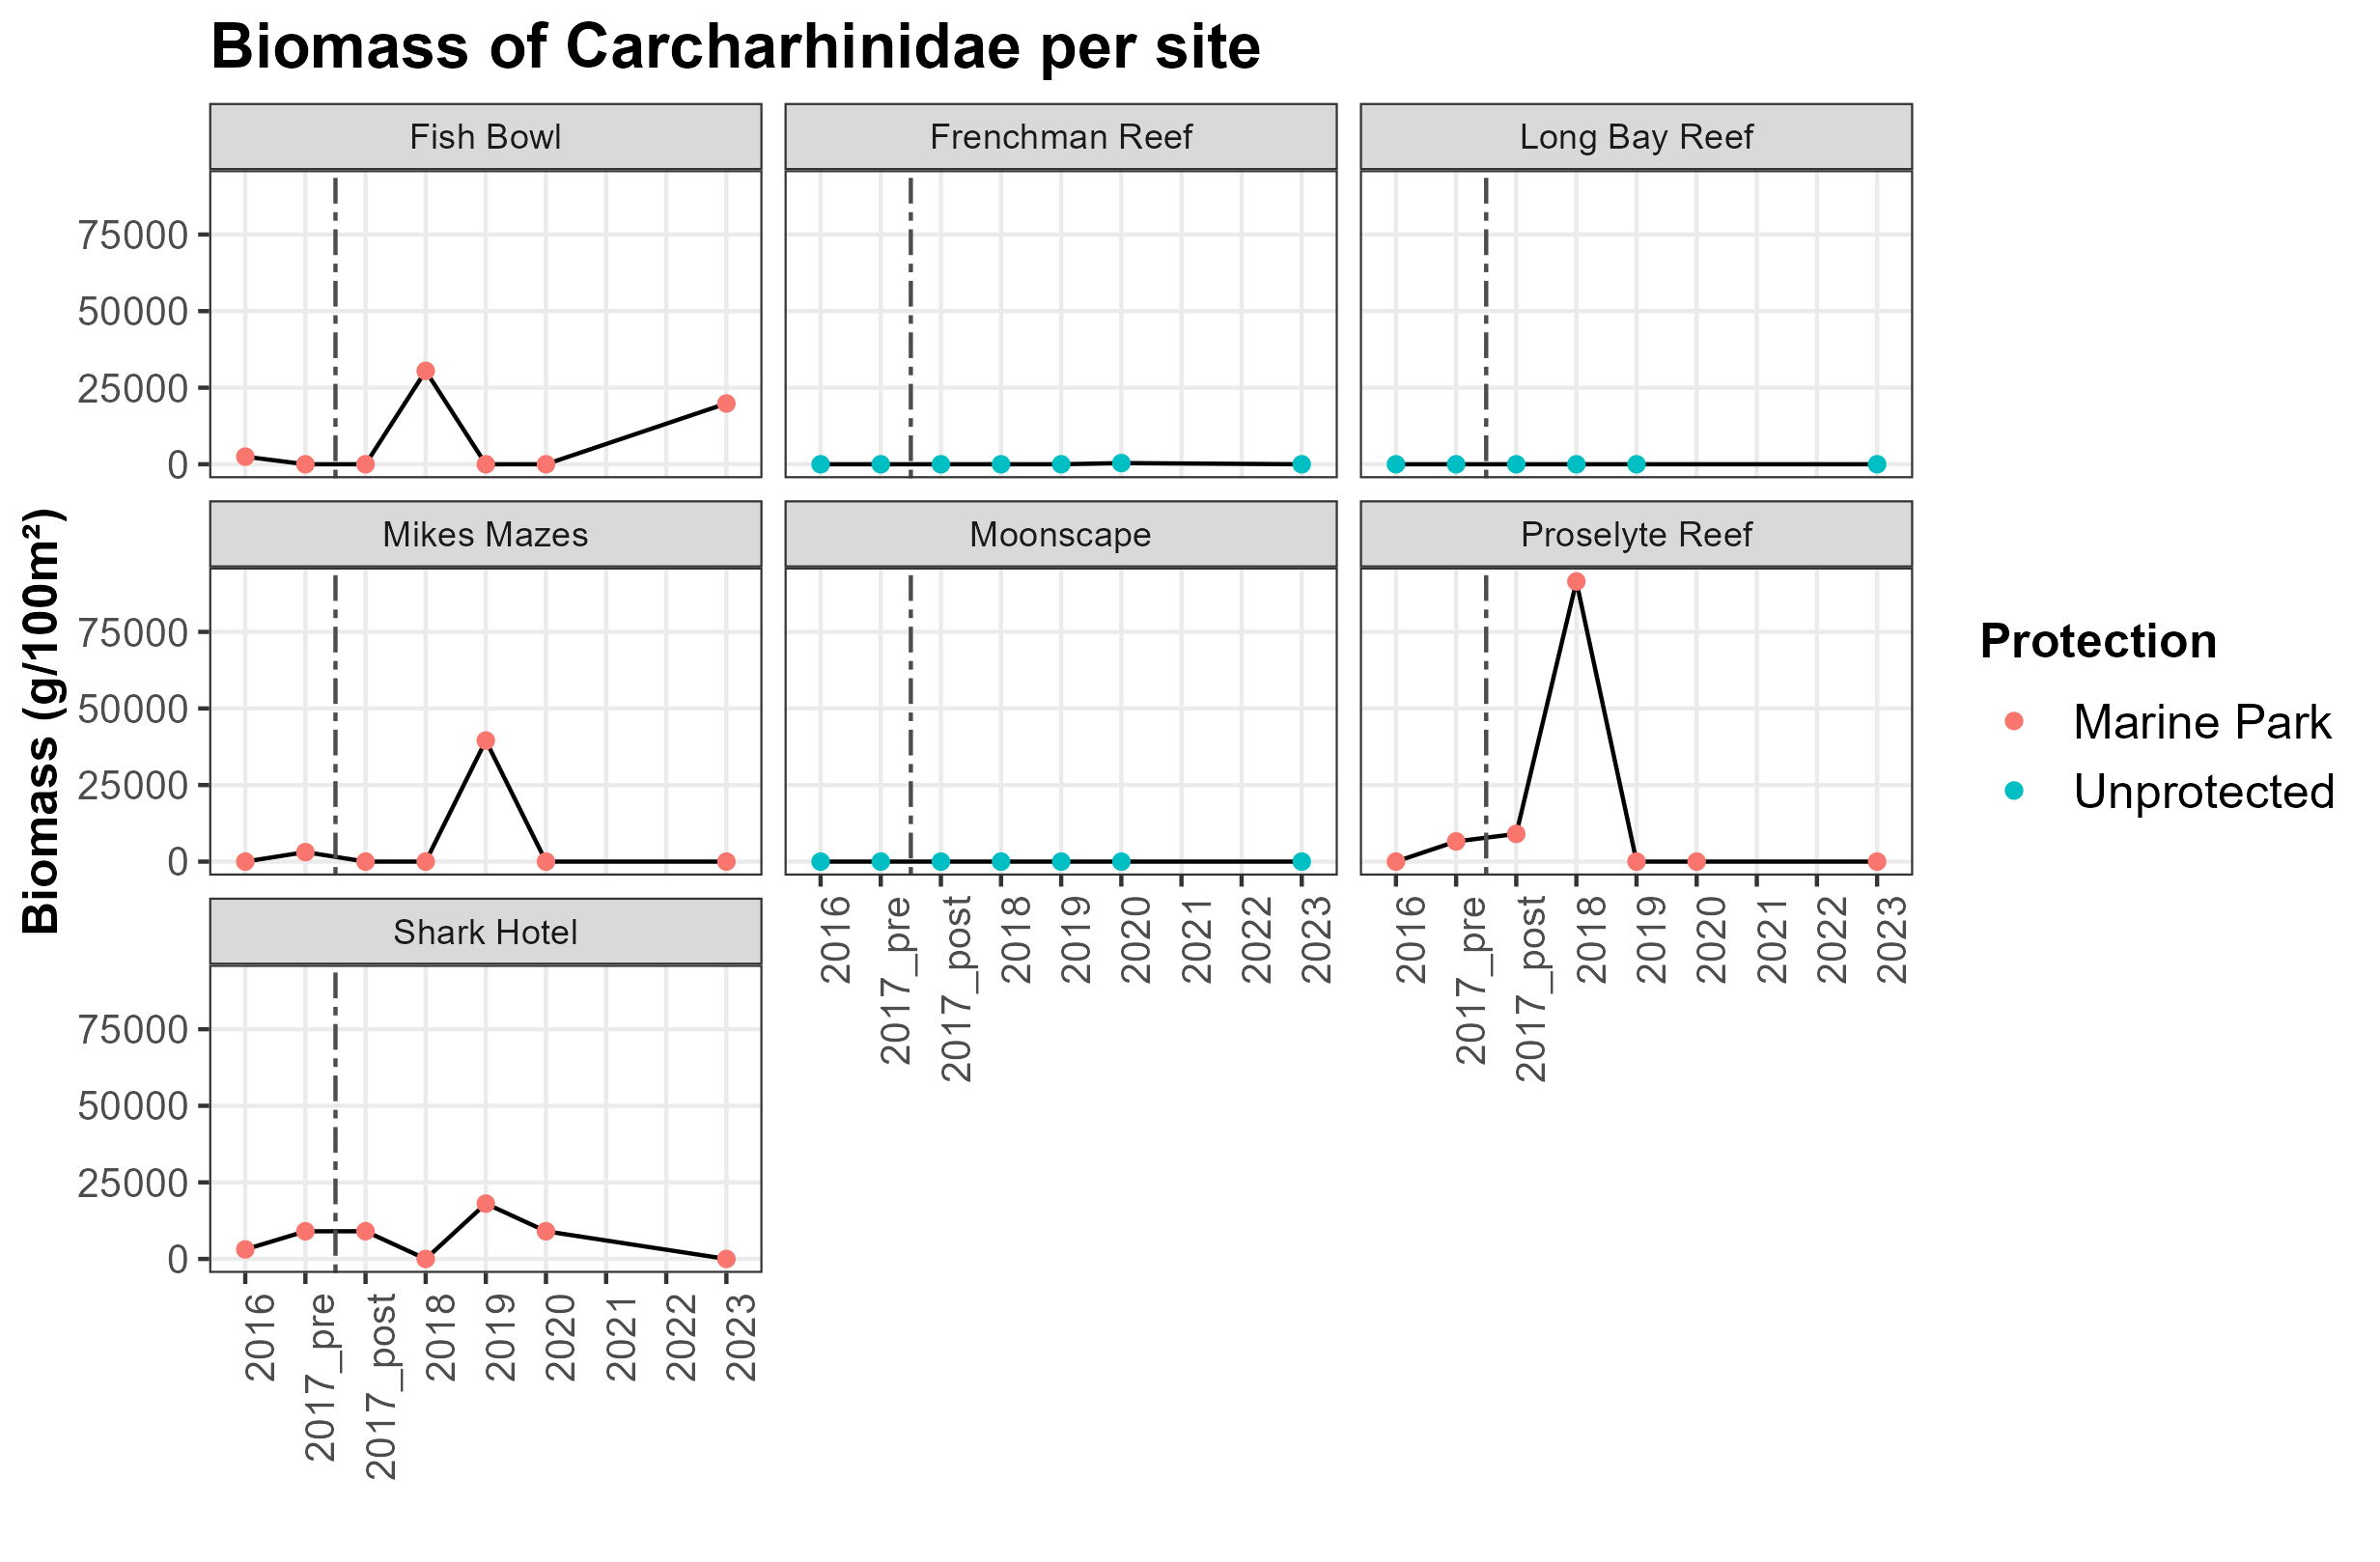 Biomass of Carcharhinidae per site
Fish Bowl
Frenchman Reef
Long Bay Reef
75000
50000
25000
0
Mikes Mazes
Moonscape
Proselyte Reef
75000
50000
25000
0
2016
2017_pre
2017_post
2018
2019
2020
2021
2022
2023
2016
2017_pre
2017_post
2018
2019
2020
2021
2022
2023
Shark Hotel
75000
50000
25000
0
2016
2017_pre
2017_post
2018
2019
2020
2021
2022
2023
Biomass (g/100m²)
Protection
Marine Park
Unprotected